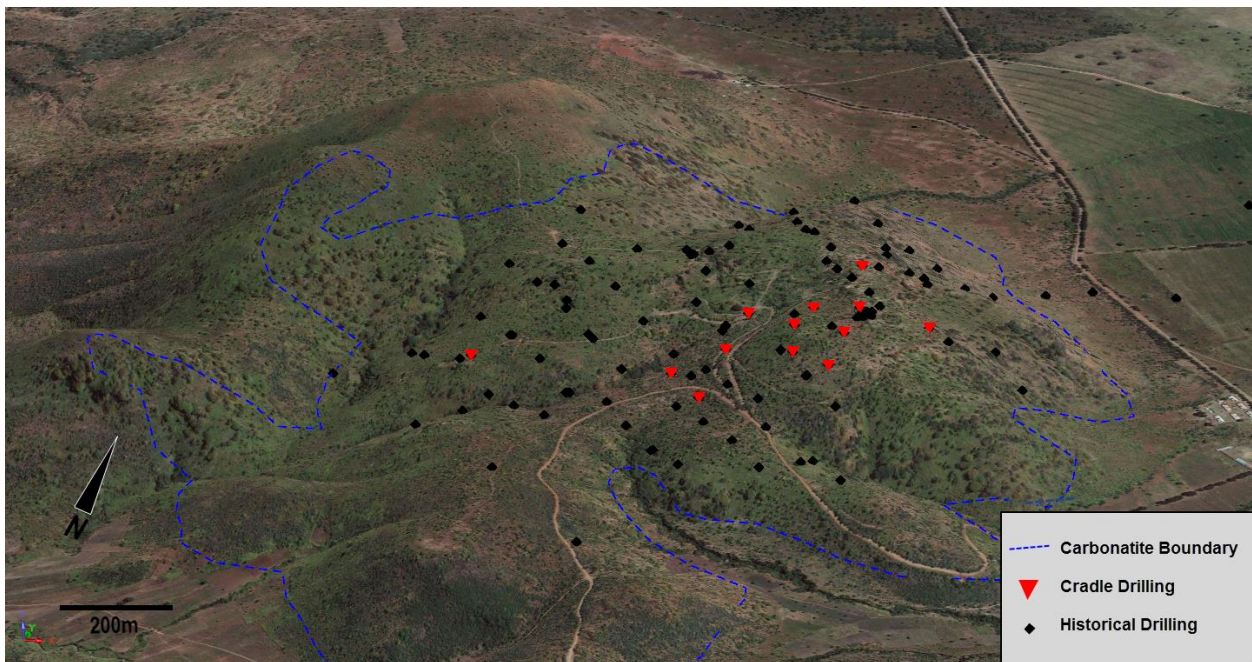 N
200m
Carbonatite Boundary
Cradle Drilling
Historical Drilling